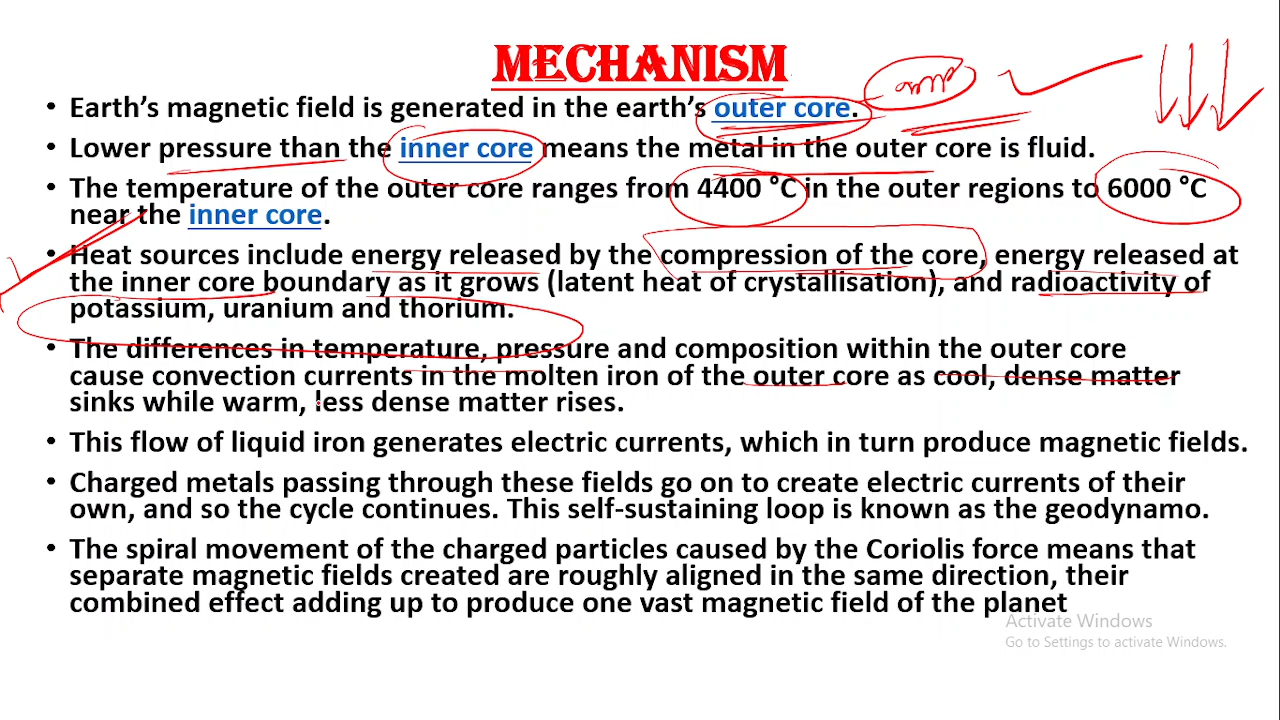 MECHANISM
• Earth's magnetic field is generated in the earth's outer core.
• Lower pressure than the inner core means the metal in the outer core is fluid.
• The temperature of the outer core ranges from 4400 °C in the outer regions to 6000 °C
near the inner core.
• Heat sources include energy released by the compression of the core, energy released at
the inner core boundary as it grows (latent heat of crystallisation), and radioactivity of
potassium, uranium and thorium.
• The differences in temperature, pressure and composition within the outer core
cause convection currents in the molten iron of the outer core as cool, dense matter
sinks while warm, less dense matter rises.
• This flow of liquid iron generates electric currents, which in turn produce magnetic fields.
• Charged metals passing through these fields go on to create electric currents of their
own, and so the cycle continues. This self-sustaining loop is known as the geodynamo.
• The spiral movement of the charged particles caused by the Coriolis force means that
separate magnetic fields created are roughly aligned in the same direction, their
combined effect adding up to produce one vast magnetic field of the planet
Activate Windows
Go to Settings to activate Windows.